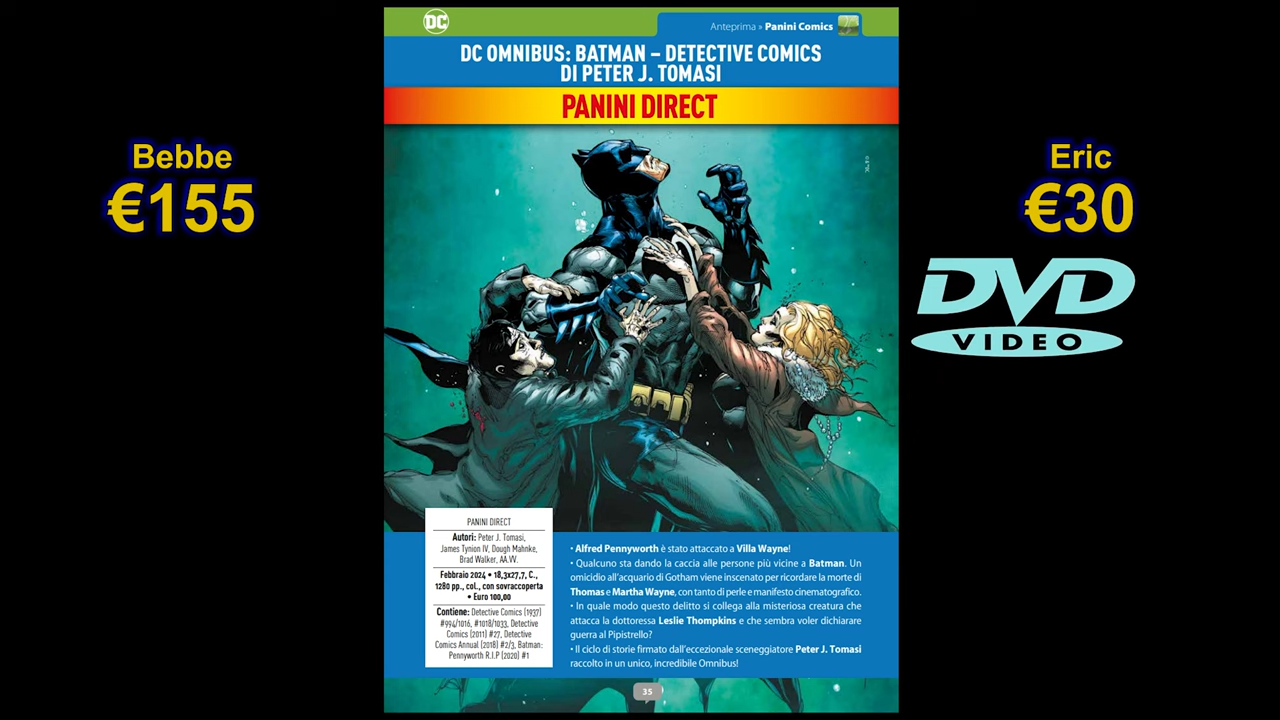 DC
Anteprima » Panini Comics
DC OMNIBUS: BATMAN – DETECTIVE COMICS
DI PETER J. TOMASI
PANINI DIRECT
Bebbe
€155
Eric
€30
DVD
VIDEO
PANINI DIRECT
Autori: Peter J. Tomasi,
James Tynion IV, Dough Mahnke,
Brad Walker, AA.VV.
Febbraio 2024 • 18,3x27,7, C.,
1280 pp., col., con sovraccoperta
• Euro 100,00
Contiene: Detective Comics (1937)
#994/1016, #1018/1033, Detective
Comics (2011) #27, Detective
Comics Annual (2018) #2/3, Batman:
Pennyworth R.I.P (2020) #1
• Alfred Pennyworth è stato attaccato a Villa Wayne!
• Qualcuno sta dando la caccia alle persone più vicine a Batman. Un
omicidio all'acquario di Gotham viene inscenato per ricordare la morte di
Thomas e Martha Wayne, con tanto di perle e manifesto cinematografico.
• In quale modo questo delitto si collega alla misteriosa creatura che
attacca la dottoressa Leslie Thompkins e che sembra voler dichiarare
guerra al Pipistrello?
• Il ciclo di storie firmato dall'eccezionale sceneggiatore Peter J. Tomasi
raccolto in un unico, incredibile Omnibus!
35